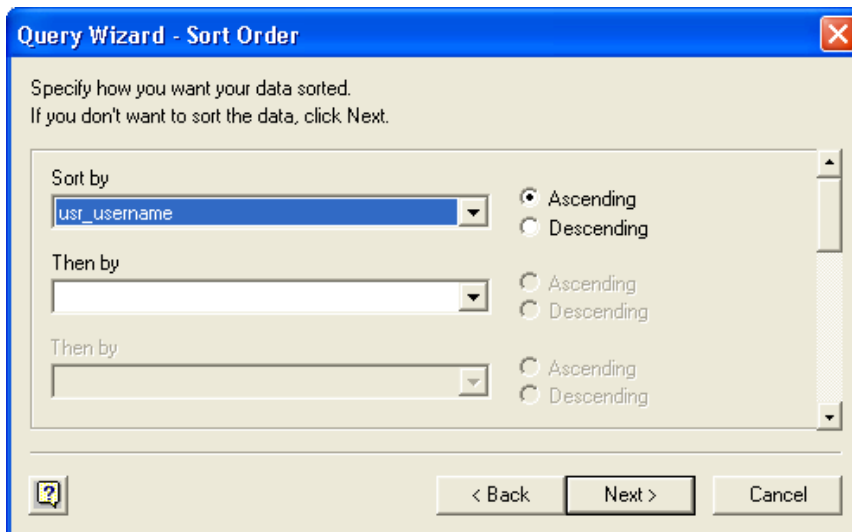 Query Wizard - Sort Order
Specify how you want your data sorted.
If you don't want to sort the data, click Next.
Sort by
usr_username
Ascending
Descending
Then by
Ascending
Descending
Then by
Ascending
Descending
?
< Back
Next >
Cancel